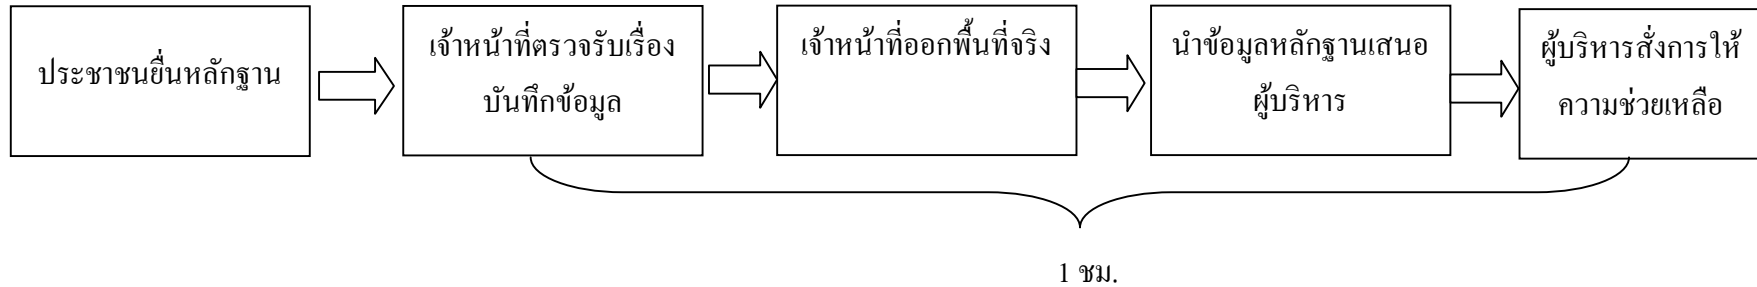 ประชาชนยื่นหลักฐาน
เจ้าหน้าที่ตรวจรับเรื่อง
บันทึกข้อมูล
เจ้าหน้าที่ออกพื้นที่จริง
นำข้อมูลหลักฐานเสนอ
ผู้บริหาร
ผู้บริหารสั่งการให้
ความช่วยเหลือ
1 ชม.